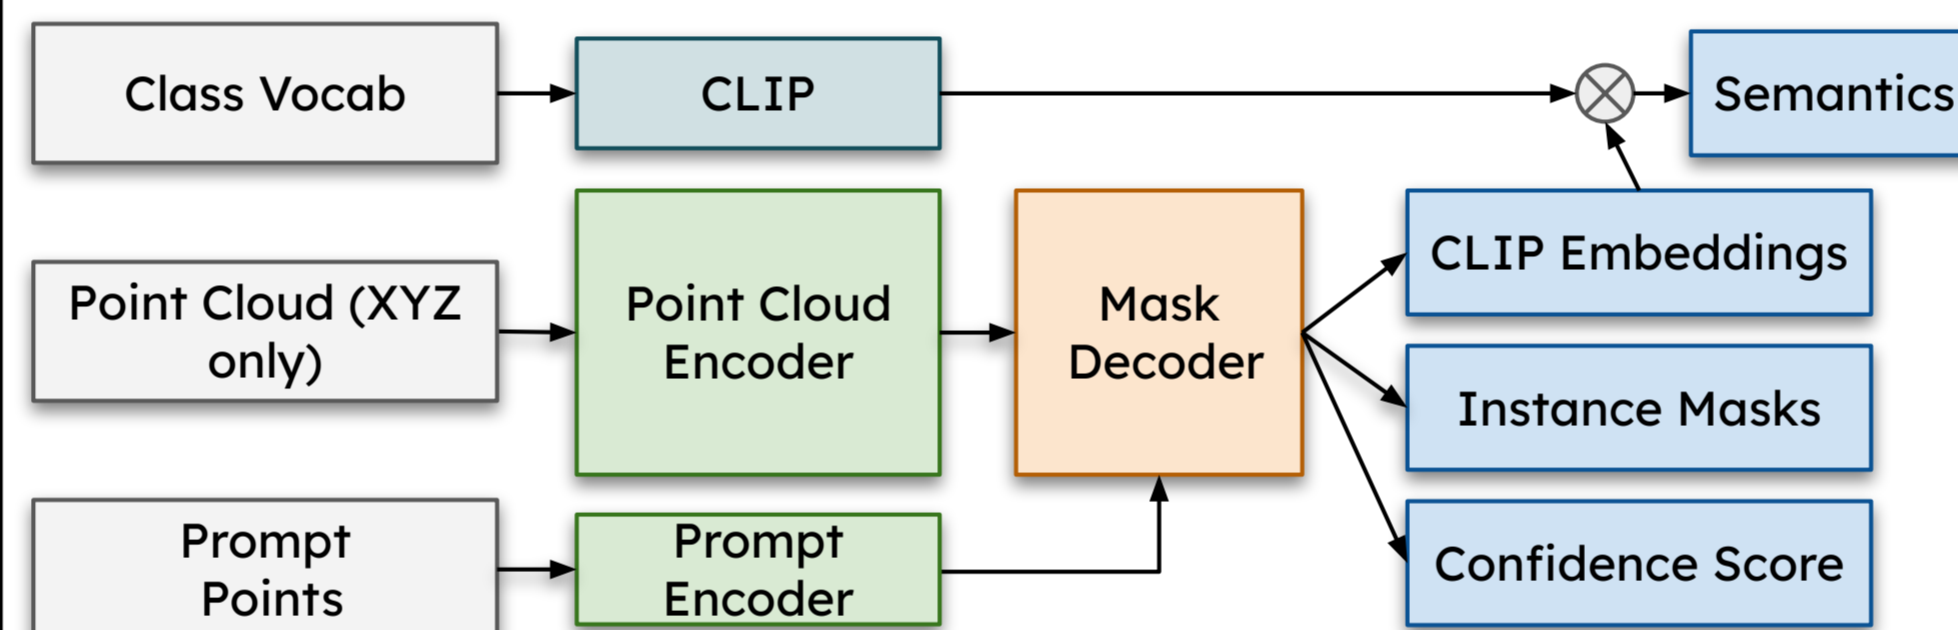 Class Vocab
CLIP
Semantics
Point Cloud (XYZ
only)
Point Cloud
Encoder
Mask
Decoder
CLIP Embeddings
Instance Masks
Confidence Score
Prompt
Points
Prompt
Encoder